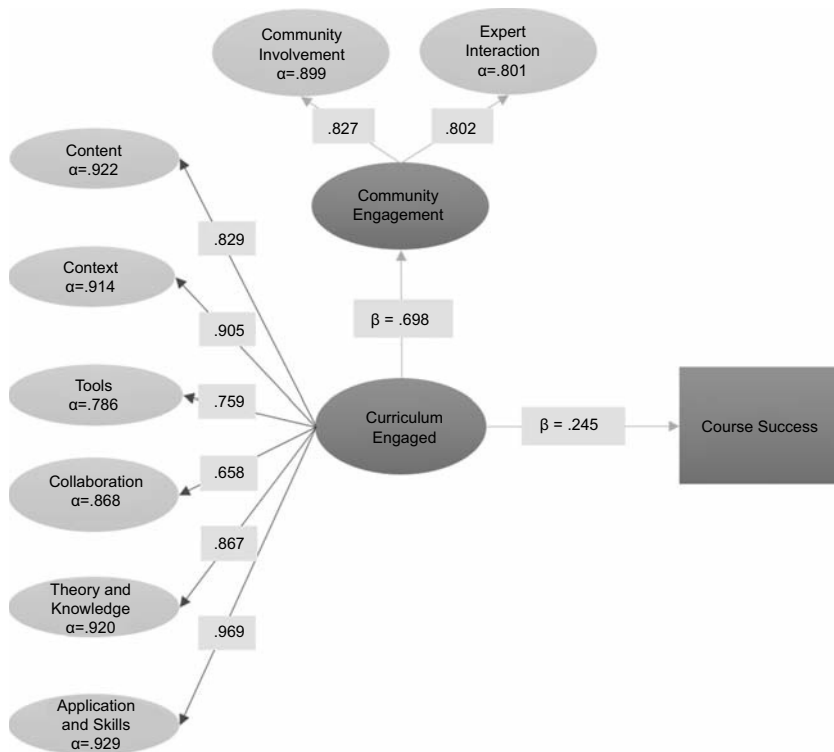 Community
Involvement
α=.899
Expert
Interaction
α=.801
.827
.802
Content
α=.922
Community
Engagement
.829
Context
α=.914
.905
β = .698
Tools
α=.786
.759
Curriculum
Engaged
β = .245
Course Success
.658
Collaboration
α=.868
.867
Theory and
Knowledge
α=.920
.969
Application
and Skills
α=.929